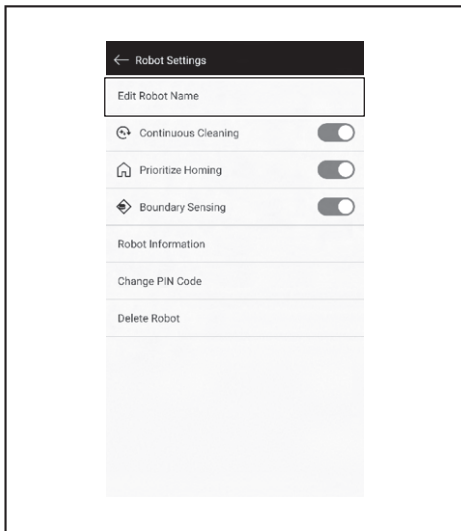 Robot Settings
Edit Robot Name
Continuous Cleaning
Prioritize Homing
Boundary Sensing
Robot Information
Change PIN Code
Delete Robot